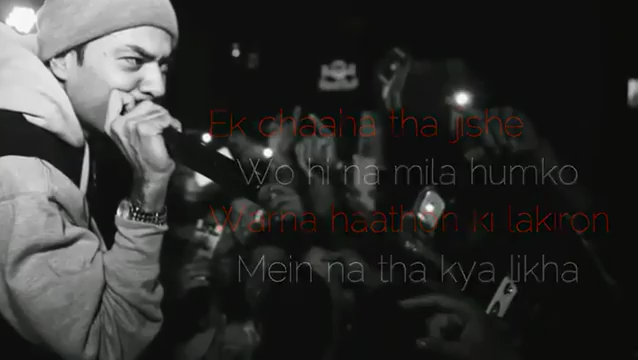 Ek chaaha tha jishe
Wo hi na mila humko
Warna haathon ki lakiron
Mein na tha kya likha